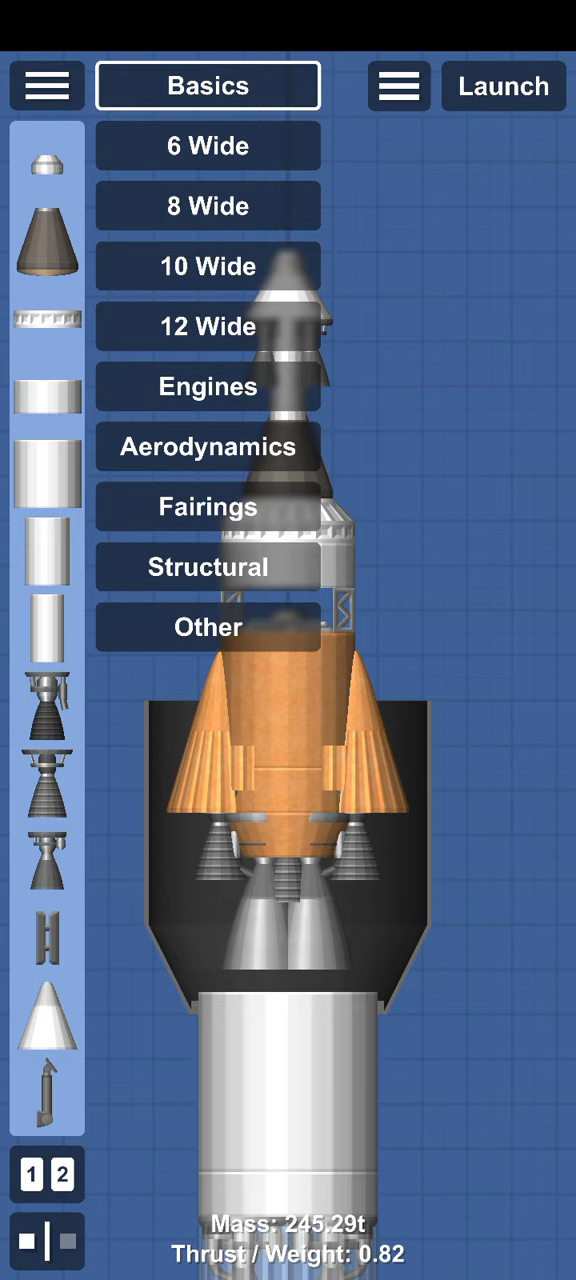 Basics
Launch
6 Wide
8 Wide
10 Wide
12 Wide
Engines
Aerodynamics
Fairings
Structural
Other
1 2
Mass: 245.29t
Thrust / Weight: 0.82